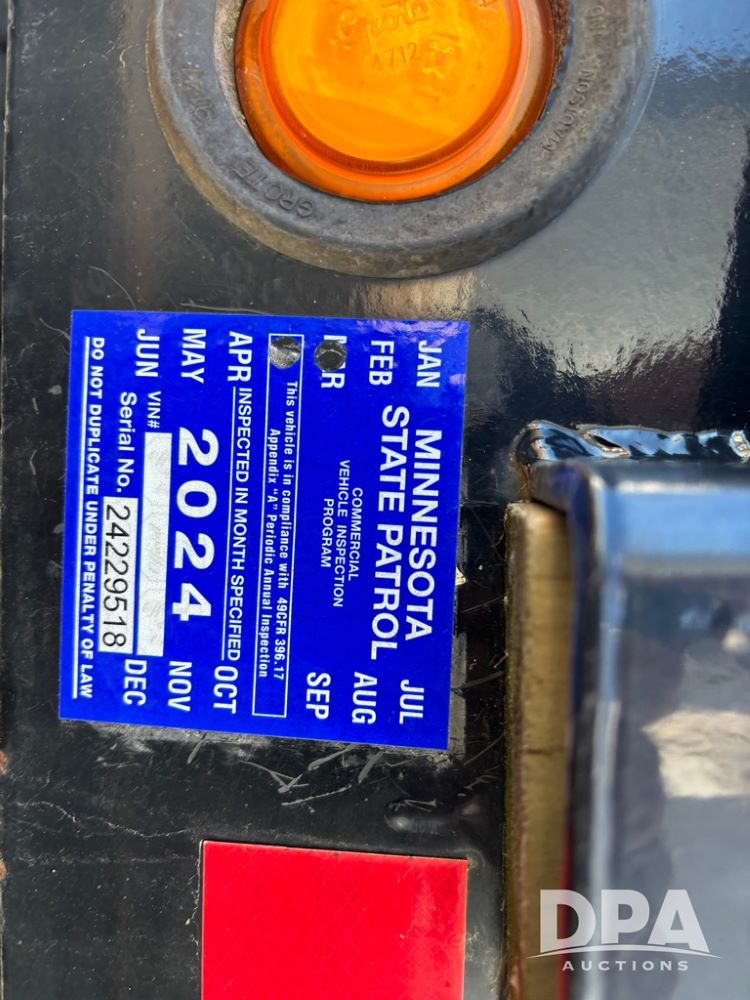 4712
GROTE
MADISON
MINNESOTA
STATE PATROL
COMMERCIAL
VEHICLE INSPECTION
PROGRAM
JAN
FEB
APR
MAY
JUN
JUL
AUG
SEP
OCT
NOV
DEC
This vehicle is in compliance with 49CFR 396.17
Appendix "A" Periodic Annual Inspection
INSPECTED IN MONTH SPECIFIED
2024
VIN#
Serial No. 24229518
DO NOT DUPLICATE UNDER PENALTY OF LAW
DPA
AUCTIONS